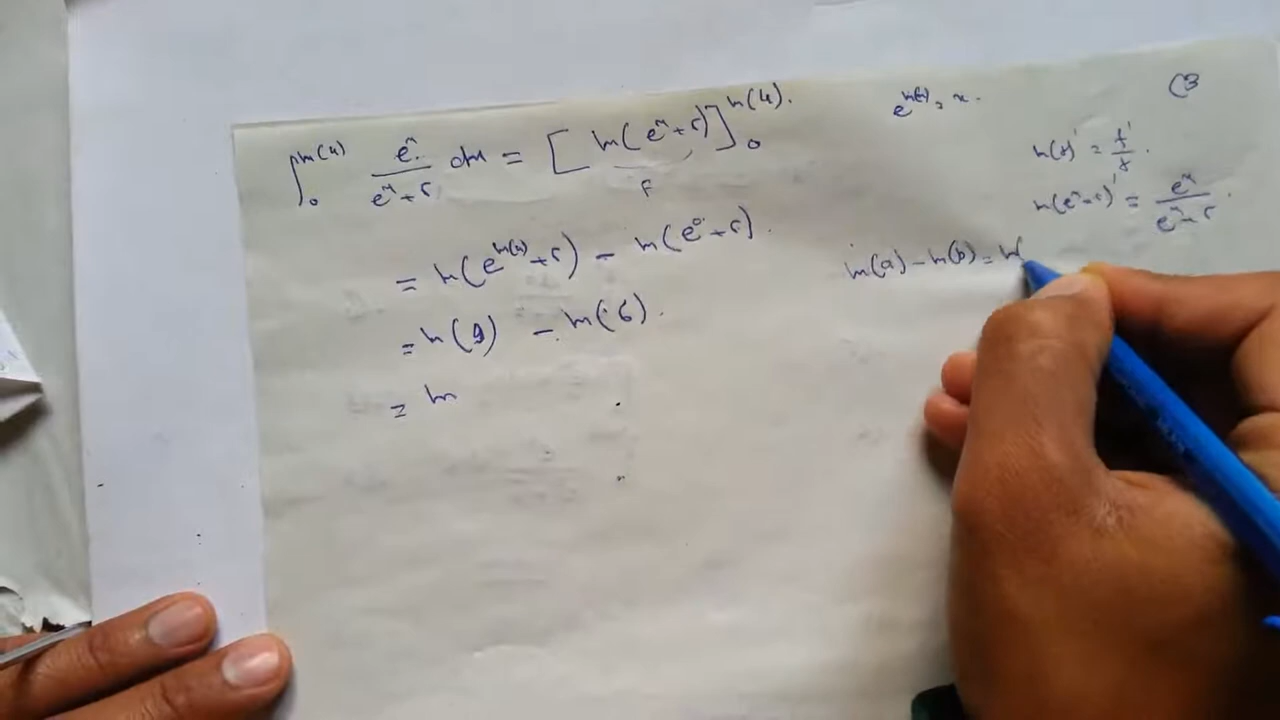 ∫₀^ln(4) eˣ/(eˣ+5) dx = [ln(eˣ+5)]₀^ln(4).
F
= ln(e^ln(4)+5) − ln(e⁰+5).
= ln(9) − ln(6).
= ln
e^ln(x) = x.
ln(f)' = f'/f.
ln(eˣ+5)' = eˣ/(eˣ+5).
ln(a) − ln(b) = ln(